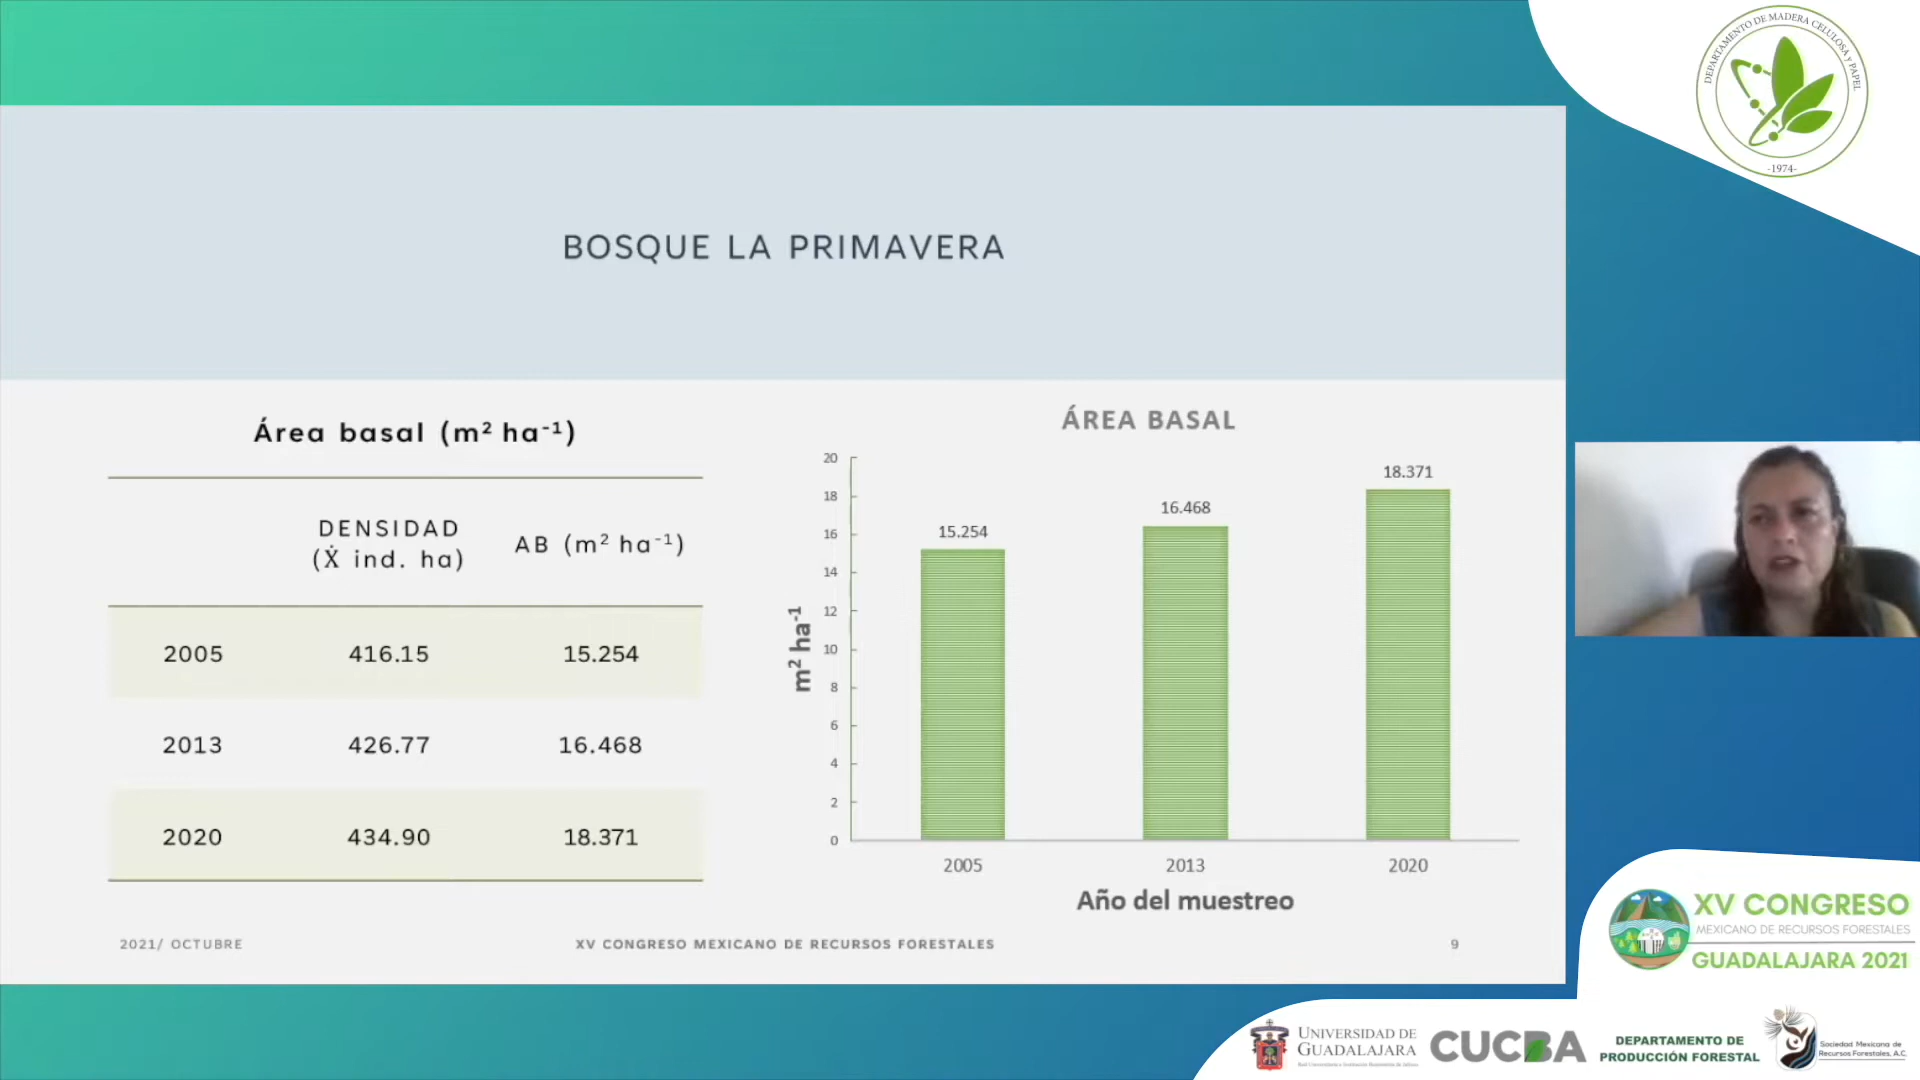 DEPARTAMENTO DE MADERA CELULOSA Y PAPEL
-1974-
BOSQUE LA PRIMAVERA
Área basal (m² ha⁻¹)
DENSIDAD
(Ẋ ind. ha)
AB (m² ha⁻¹)
2005 416.15 15.254
2013 426.77 16.468
2020 434.90 18.371
ÁREA BASAL
20
18
16
14
12
10
8
6
4
2
0
m² ha⁻¹
15.254
16.468
18.371
2005 2013 2020
Año del muestreo
2021/ OCTUBRE
XV CONGRESO MEXICANO DE RECURSOS FORESTALES
9
XV CONGRESO
MEXICANO DE RECURSOS FORESTALES
GUADALAJARA 2021
UNIVERSIDAD DE
GUADALAJARA
CUCBA
DEPARTAMENTO DE
PRODUCCIÓN FORESTAL
Sociedad Mexicana de
Recursos Forestales, A.C.